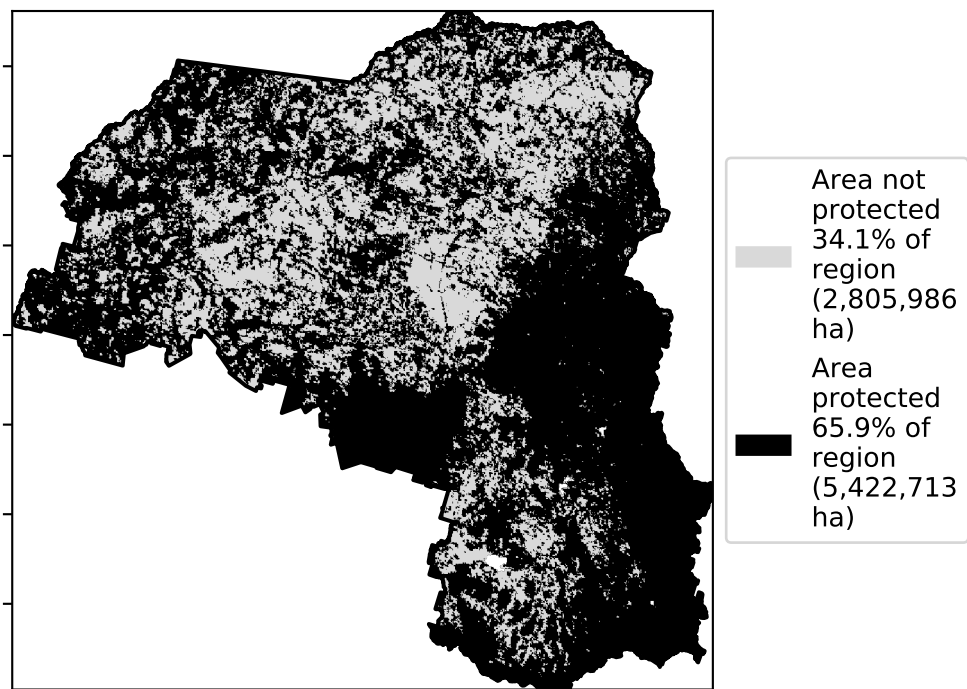 Area not
protected
34.1% of
region
(2,805,986
ha)
Area
protected
65.9% of
region
(5,422,713
ha)